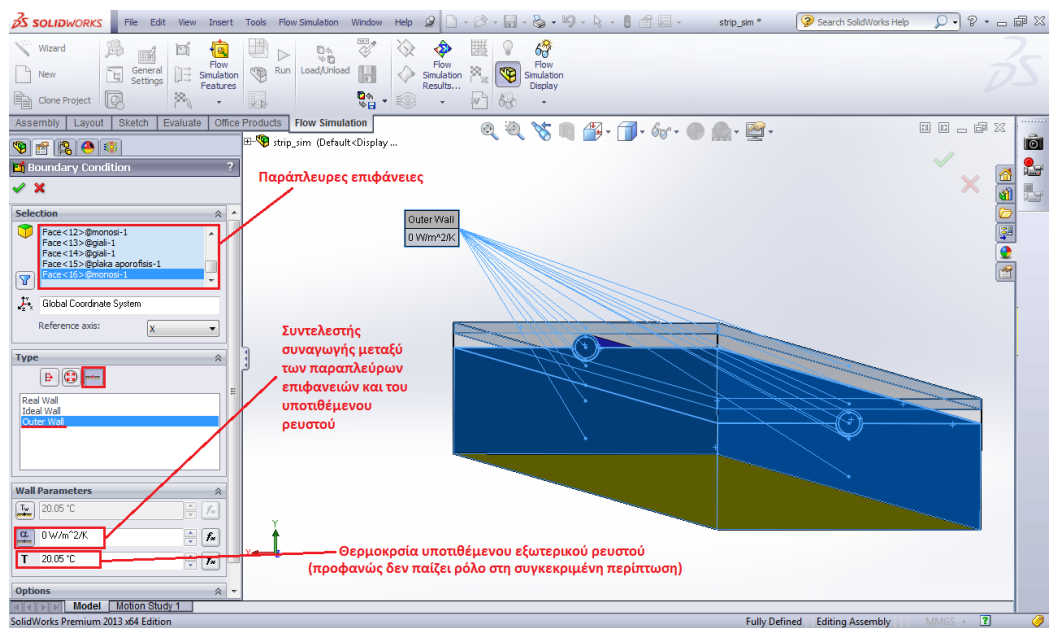 SOLIDWORKS
File Edit View Insert Tools Flow Simulation Window Help
strip_sim *
Search SolidWorks Help
Wizard
New
Clone Project
General Settings
Flow Simulation Features
Run
Load/Unload
Flow Simulation Results...
Flow Simulation Display
Assembly Layout Sketch Evaluate Office Products Flow Simulation
strip_sim (Default<Display ...
Boundary Condition ?
Selection
Face<12>@monosi-1
Face<13>@giali-1
Face<14>@giali-1
Face<15>@plaka aporofisis-1
Face<16>@monosi-1
Global Coordinate System
Reference axis:
X
Type
Real Wall
Ideal Wall
Outer Wall
Wall Parameters
20.05 °C
0 W/m^2/K
T 20.05 °C
Options
Παράπλευρες επιφάνειες
Outer Wall
0 W/m^2/K
Συντελεστής
συναγωγής μεταξύ
των παραπλεύρων
επιφανειών και του
υποτιθέμενου
ρευστού
Y
Θερμοκρσία υποτιθέμενου εξωτερικού ρευστού
(προφανώς δεν παίζει ρόλο στη συγκεκριμένη περίπτωση)
Model Motion Study 1
SolidWorks Premium 2013 x64 Edition
Fully Defined Editing Assembly MMGS